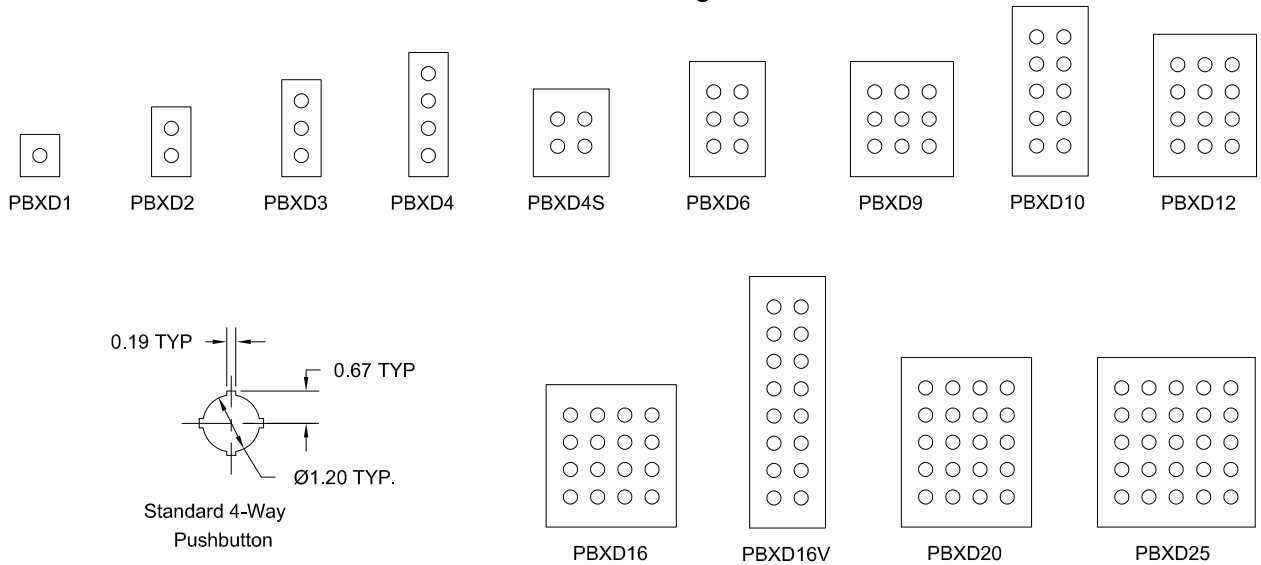 PBXD1 PBXD2 PBXD3 PBXD4 PBXD4S PBXD6 PBXD9 PBXD10 PBXD12
0.19 TYP
0.67 TYP
Ø1.20 TYP.
Standard 4-Way
Pushbutton
PBXD16 PBXD16V PBXD20 PBXD25